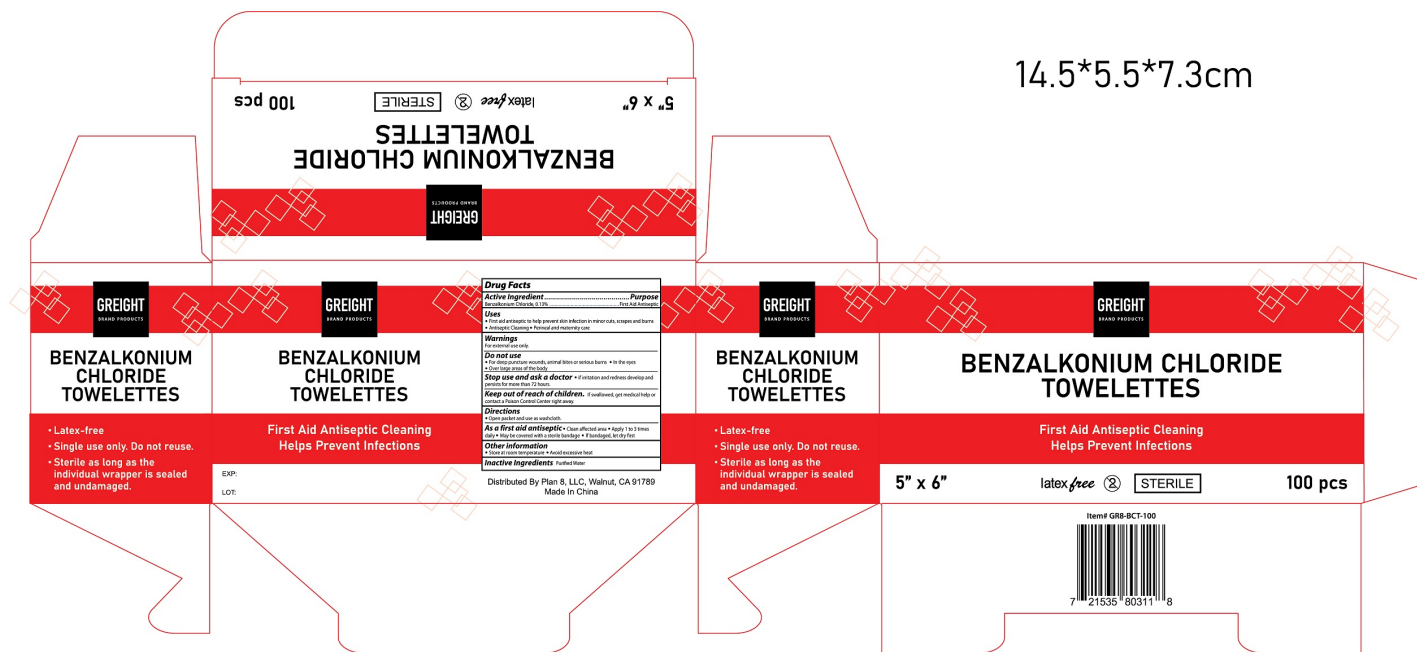 14.5*5.5*7.3cm
5” x 6” latex free 2 STERILE 100 pcs
BENZALKONIUM CHLORIDE
TOWELETTES
GREIGHT
BRAND PRODUCTS
GREIGHT
BRAND PRODUCTS
BENZALKONIUM
CHLORIDE
TOWELETTES
• Latex-free
• Single use only. Do not reuse.
• Sterile as long as the
individual wrapper is sealed
and undamaged.
GREIGHT
BRAND PRODUCTS
BENZALKONIUM
CHLORIDE
TOWELETTES
First Aid Antiseptic Cleaning
Helps Prevent Infections
EXP:
LOT:
Drug Facts
Active Ingredient.......................................Purpose
Benzalkonium Chloride, 0.13% ........................................First Aid Antiseptic
Uses
• First aid antiseptic to help prevent skin infection in minor cuts, scrapes and burns
• Antiseptic Cleaning • Perineal and maternity care
Warnings
For external use only.
Do not use
• For deep puncture wounds, animal bites or serious burns • In the eyes
• Over large areas of the body
Stop use and ask a doctor • If irritation and redness develop and
persists for more than 72 hours.
Keep out of reach of children. If swallowed, get medical help or
contact a Poison Control Center right away.
Directions
• Open packet and use as washcloth.
As a first aid antiseptic • Clean affected area • Apply 1 to 3 times
daily • May be covered with a sterile bandage • If bandaged, let dry first
Other information
• Store at room temperature • Avoid excessive heat
Inactive Ingredients Purified Water
Distributed By Plan 8, LLC, Walnut, CA 91789
Made In China
GREIGHT
BRAND PRODUCTS
BENZALKONIUM
CHLORIDE
TOWELETTES
• Latex-free
• Single use only. Do not reuse.
• Sterile as long as the
individual wrapper is sealed
and undamaged.
GREIGHT
BRAND PRODUCTS
BENZALKONIUM CHLORIDE
TOWELETTES
First Aid Antiseptic Cleaning
Helps Prevent Infections
5” x 6” latex free 2 STERILE 100 pcs
Item# GR8-BCT-100
7 21535 80311 8